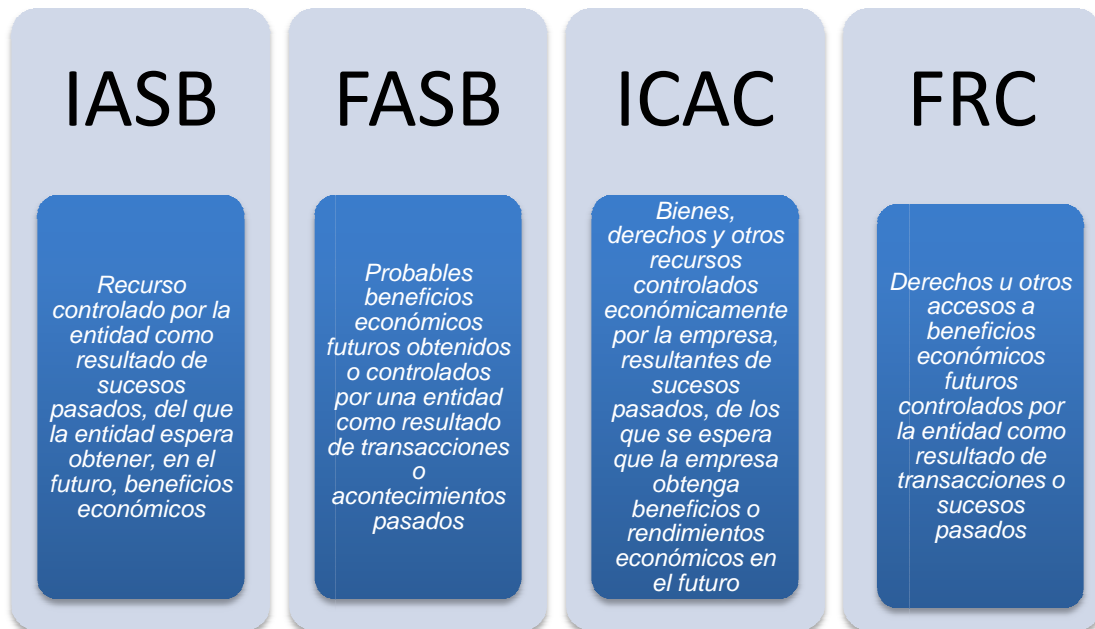 IASB
Recurso
controlado por la
entidad como
resultado de
sucesos
pasados, del que
la entidad espera
obtener, en el
futuro, beneficios
económicos
FASB
Probables
beneficios
económicos
futuros obtenidos
o controlados
por una entidad
como resultado
de transacciones
o
acontecimientos
pasados
ICAC
Bienes,
derechos y otros
recursos
controlados
económicamente
por la empresa,
resultantes de
sucesos
pasados, de los
que se espera
que la empresa
obtenga
beneficios o
rendimientos
económicos en
el futuro
FRC
Derechos u otros
accesos a
beneficios
económicos
futuros
controlados por
la entidad como
resultado de
transacciones o
sucesos
pasados